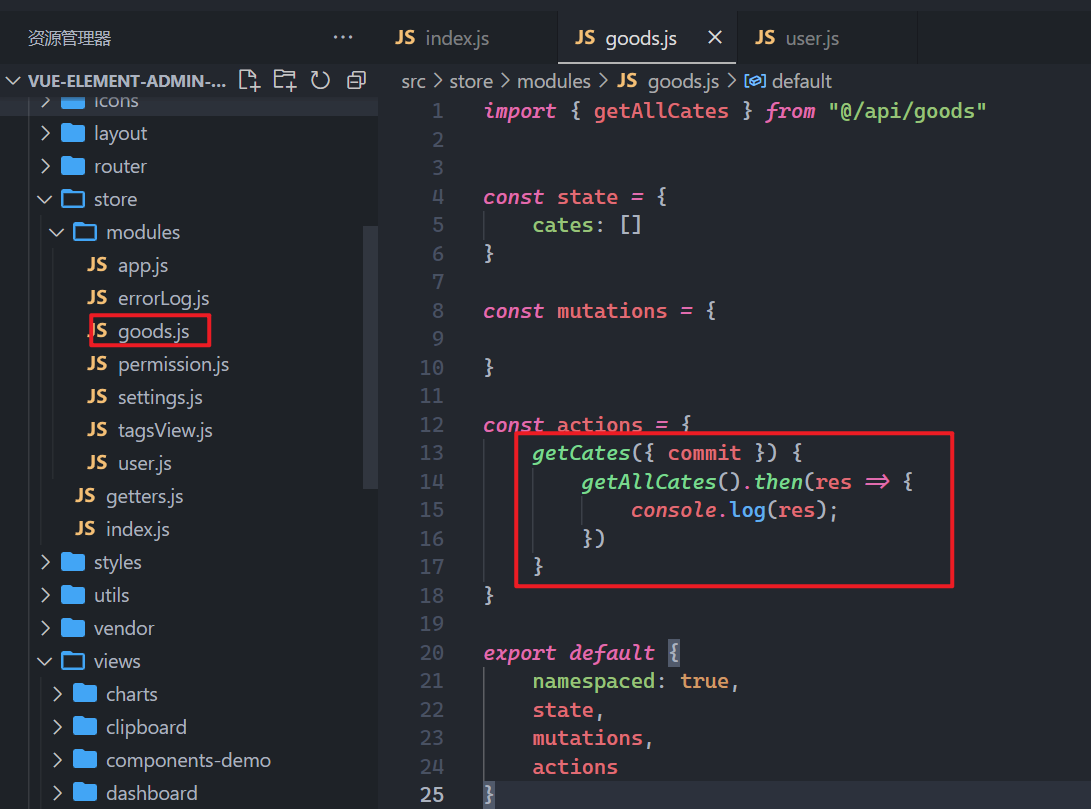 资源管理器
···
VUE-ELEMENT-ADMIN-...
icons
layout
router
store
modules
JS app.js
JS errorLog.js
JS goods.js
JS permission.js
JS settings.js
JS tagsView.js
JS user.js
JS getters.js
JS index.js
styles
utils
vendor
views
charts
clipboard
components-demo
dashboard
JS index.js
JS goods.js ×
JS user.js
src > store > modules > JS goods.js > default
1 import { getAllCates } from "@/api/goods"
2
3
4 const state = {
5 cates: []
6 }
7
8 const mutations = {
9
10 }
11
12 const actions = {
13 getCates({ commit }) {
14 getAllCates().then(res => {
15 console.log(res);
16 })
17 }
18 }
19
20 export default {
21 namespaced: true,
22 state,
23 mutations,
24 actions
25 }